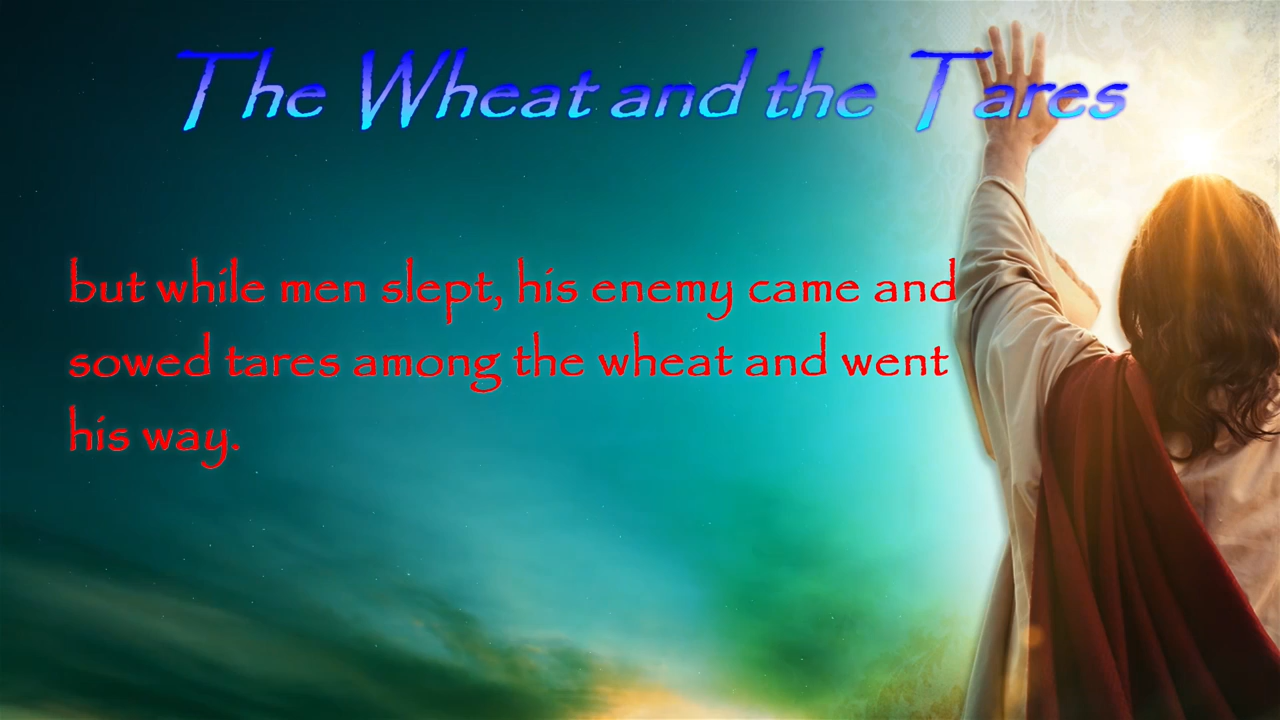 The Wheat and the Tares
but while men slept, his enemy came and
sowed tares among the wheat and went
his way.